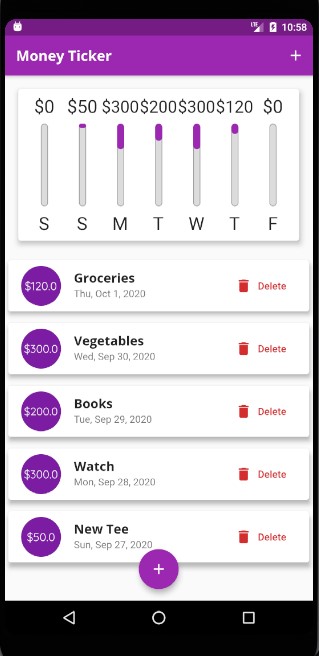 10:58
Money Ticker +
$0 $50 $300 $200 $300 $120 $0
S S M T W T F
$120.0 Groceries Delete
Thu, Oct 1, 2020
$300.0 Vegetables Delete
Wed, Sep 30, 2020
$200.0 Books Delete
Tue, Sep 29, 2020
$300.0 Watch Delete
Mon, Sep 28, 2020
$50.0 New Tee Delete
Sun, Sep 27, 2020
+